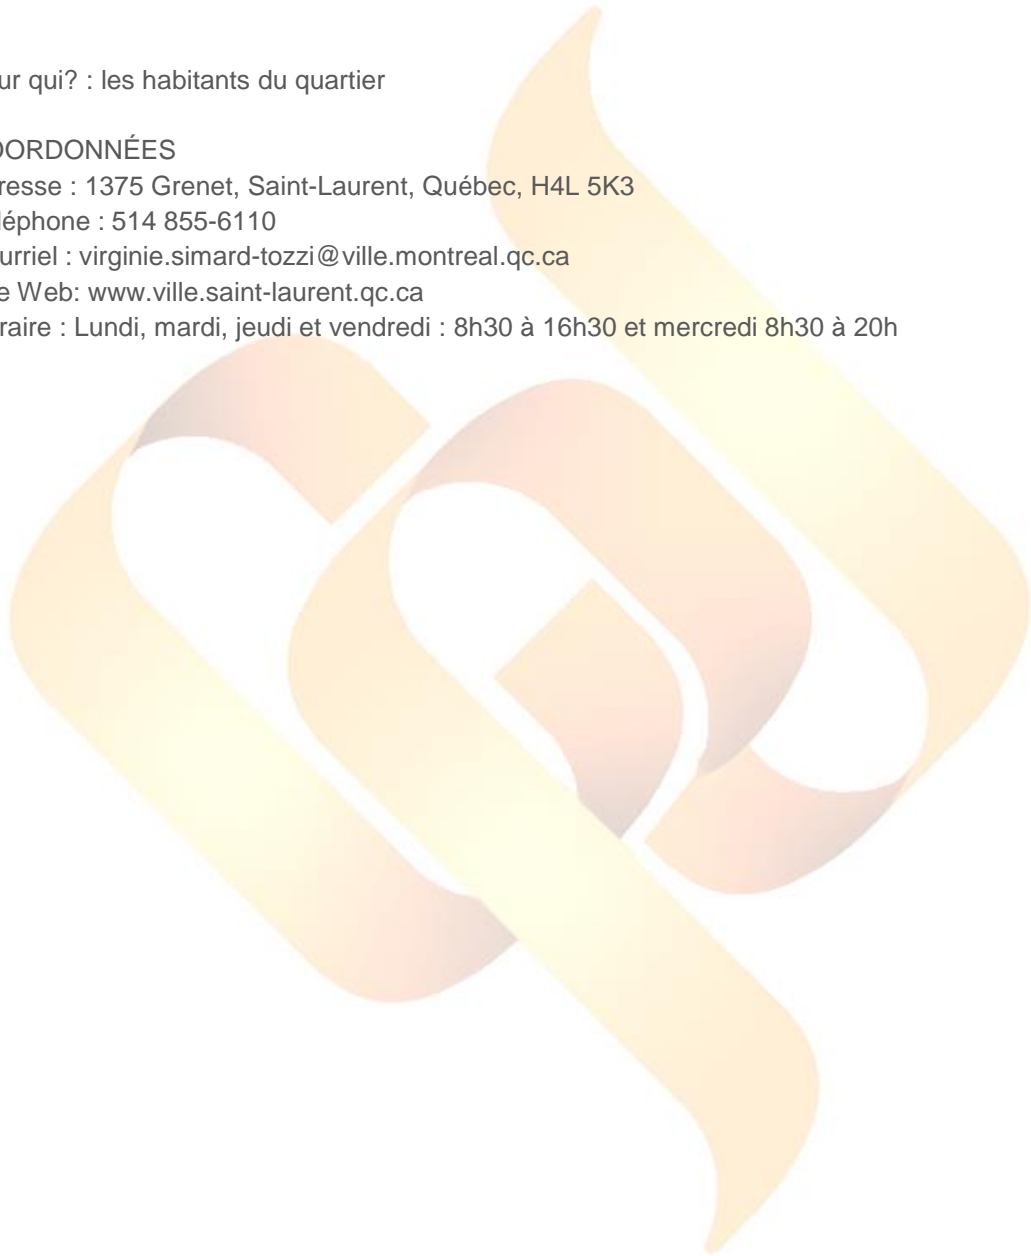 ur qui? : les habitants du quartier
OORDONNÉES
resse : 1375 Grenet, Saint-Laurent, Québec, H4L 5K3
léphone : 514 855-6110
urriel : virginie.simard-tozzi@ville.montreal.qc.ca
e Web: www.ville.saint-laurent.qc.ca
raire : Lundi, mardi, jeudi et vendredi : 8h30 à 16h30 et mercredi 8h30 à 20h